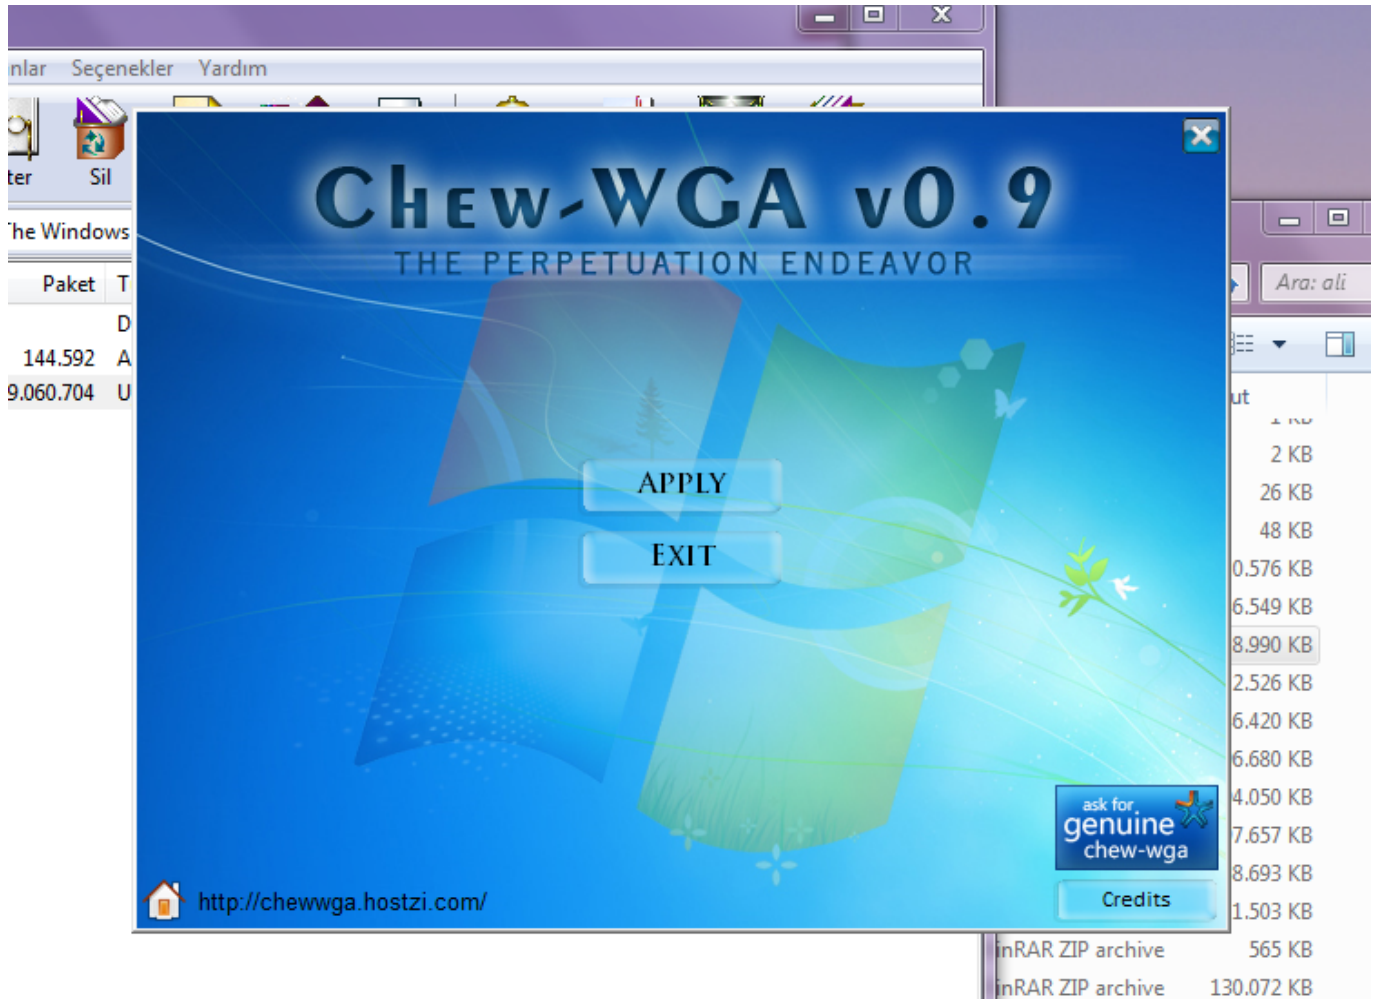 Seçenekler Yardım
Sil
Chew-WGA v0.9
THE PERPETUATION ENDEAVOR
The Windows
Paket
Ara: ali
144.592
9.060.704
1 KB
2 KB
26 KB
48 KB
0.576 KB
6.549 KB
8.990 KB
2.526 KB
6.420 KB
6.680 KB
4.050 KB
7.657 KB
8.693 KB
1.503 KB
APPLY
EXIT
ask for
genuine
chew-wga
Credits
http://chewwga.hostzi.com/
inRAR ZIP archive 565 KB
inRAR ZIP archive 130.072 KB